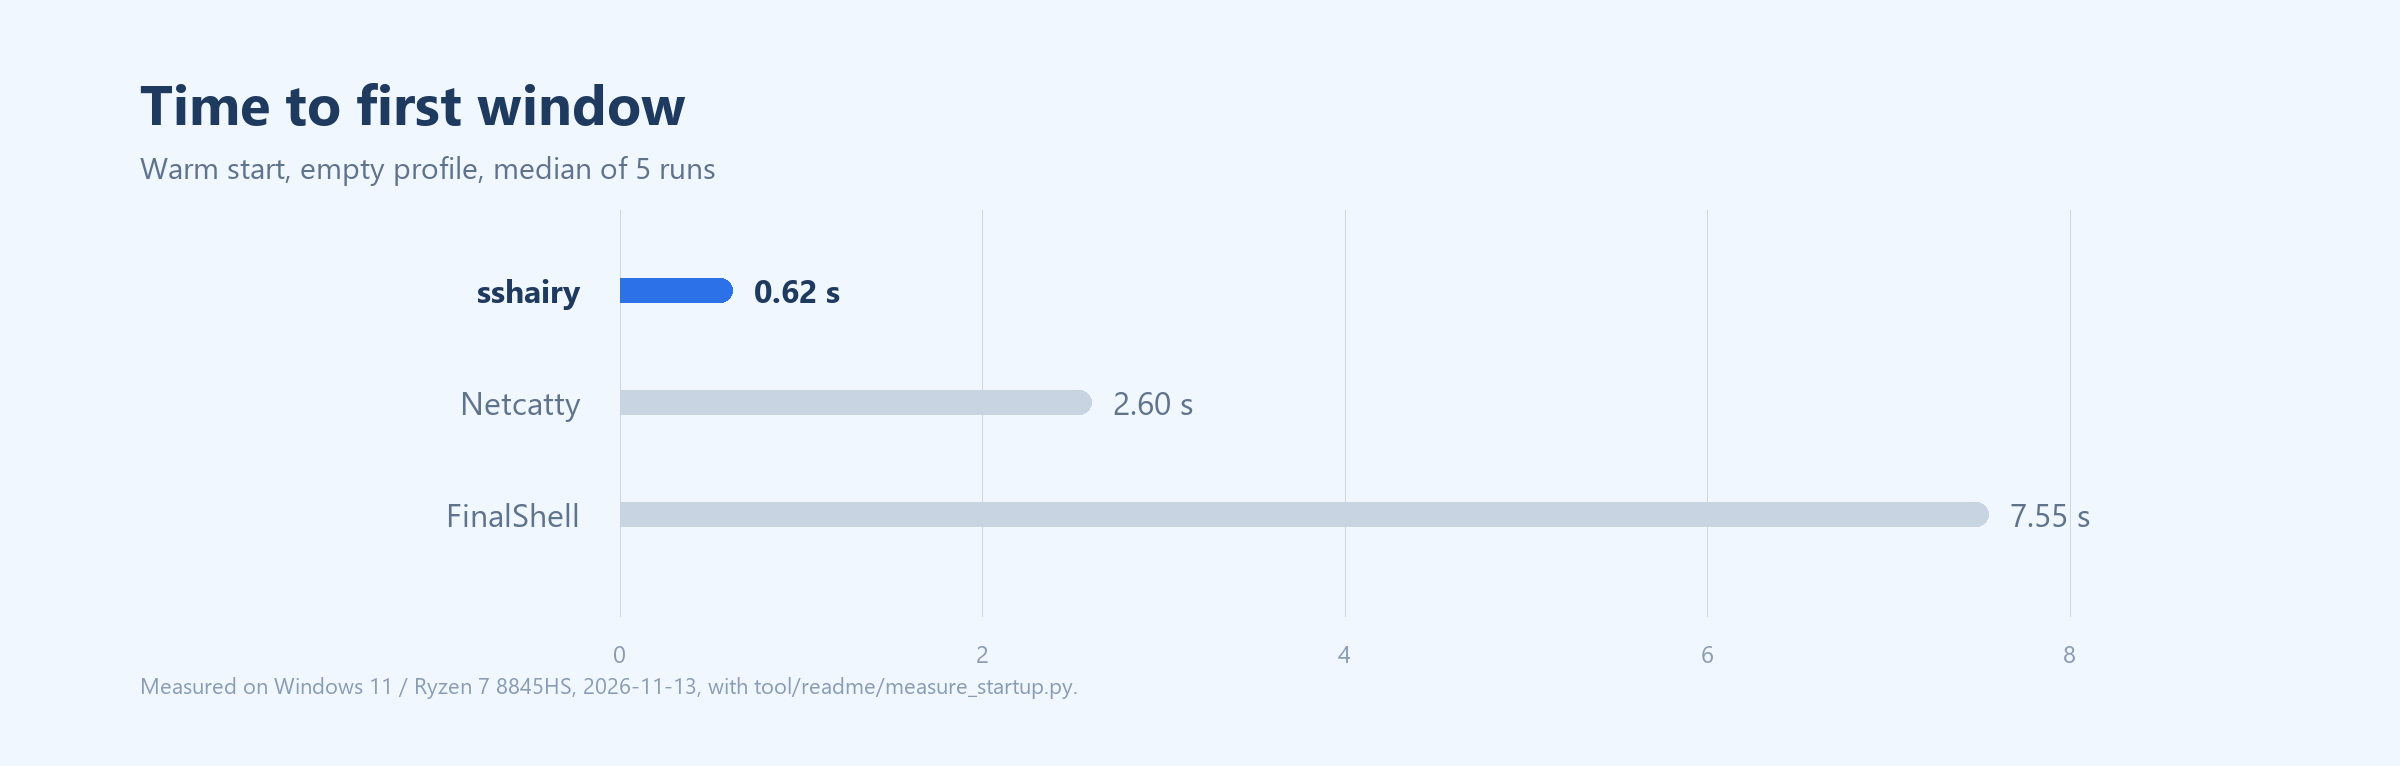 Time to first window
Warm start, empty profile, median of 5 runs
sshairy 0.62 s
Netcatty 2.60 s
FinalShell 7.55 s
0 2 4 6 8
Measured on Windows 11 / Ryzen 7 8845HS, 2026-11-13, with tool/readme/measure_startup.py.